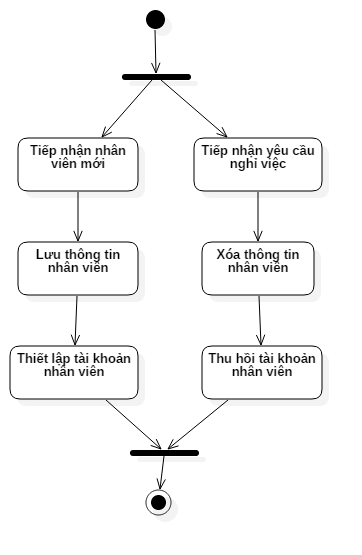 Tiếp nhận nhân
viên mới
Tiếp nhận yêu cầu
nghỉ việc
Lưu thông tin
nhân viên
Xóa thông tin
nhân viên
Thiết lập tài khoản
nhân viên
Thu hồi tài khoản
nhân viên